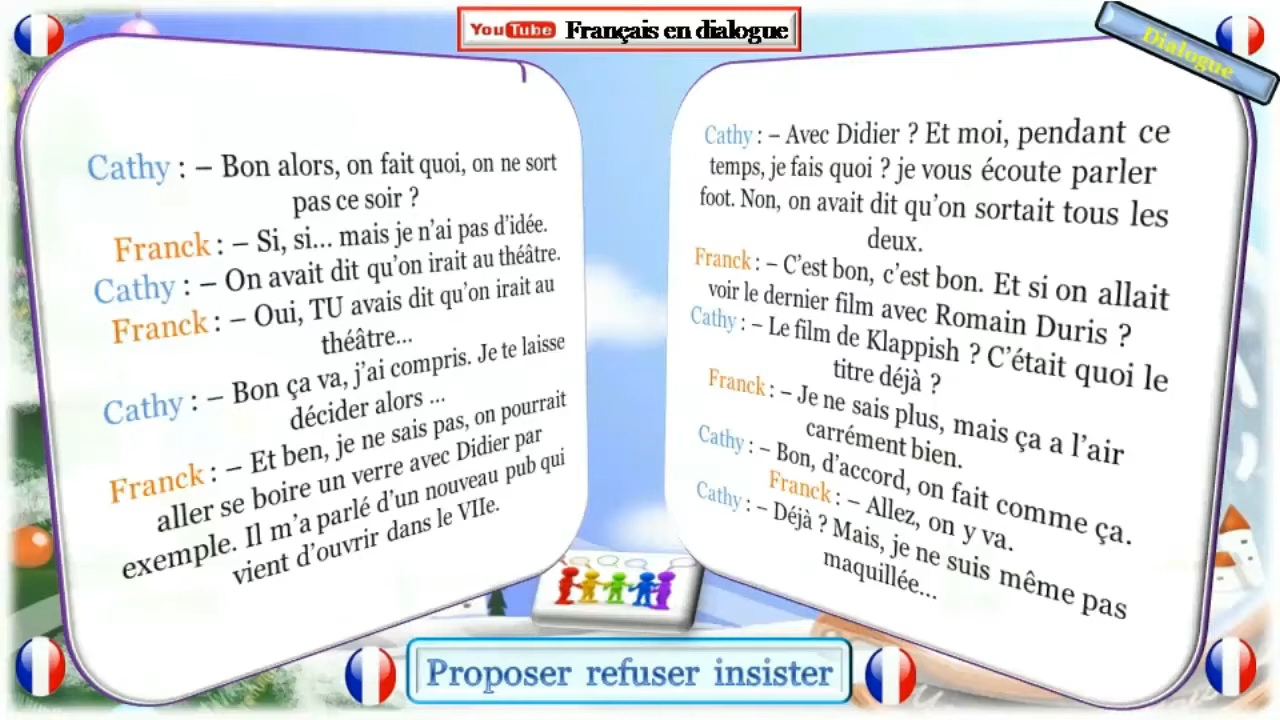 YouTube Français en dialogue
Dialogue
Cathy : – Bon alors, on fait quoi, on ne sort
pas ce soir ?
Franck : – Si, si... mais je n'ai pas d'idée.
Cathy : – On avait dit qu'on irait au théâtre.
Franck : – Oui, TU avais dit qu'on irait au
théâtre...
Cathy : – Bon ça va, j'ai compris. Je te laisse
décider alors ...
Franck : – Et ben, je ne sais pas, on pourrait
aller se boire un verre avec Didier par
exemple. Il m'a parlé d'un nouveau pub qui
vient d'ouvrir dans le VIIe.
Cathy : – Avec Didier ? Et moi, pendant ce
temps, je fais quoi ? je vous écoute parler
foot. Non, on avait dit qu'on sortait tous les
deux.
Franck : – C'est bon, c'est bon. Et si on allait
voir le dernier film avec Romain Duris ?
Cathy : – Le film de Klappish ? C'était quoi le
titre déjà ?
Franck : – Je ne sais plus, mais ça a l'air
carrément bien.
Cathy : – Bon, d'accord, on fait comme ça.
Franck : – Allez, on y va.
Cathy : – Déjà ? Mais, je ne suis même pas
maquillée...
Proposer refuser insister